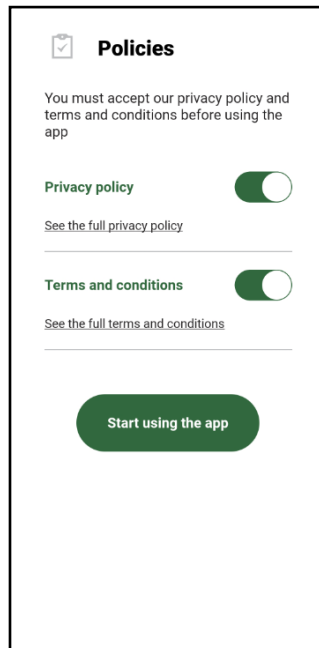 Policies
You must accept our privacy policy and
terms and conditions before using the
app
Privacy policy
See the full privacy policy
Terms and conditions
See the full terms and conditions
Start using the app